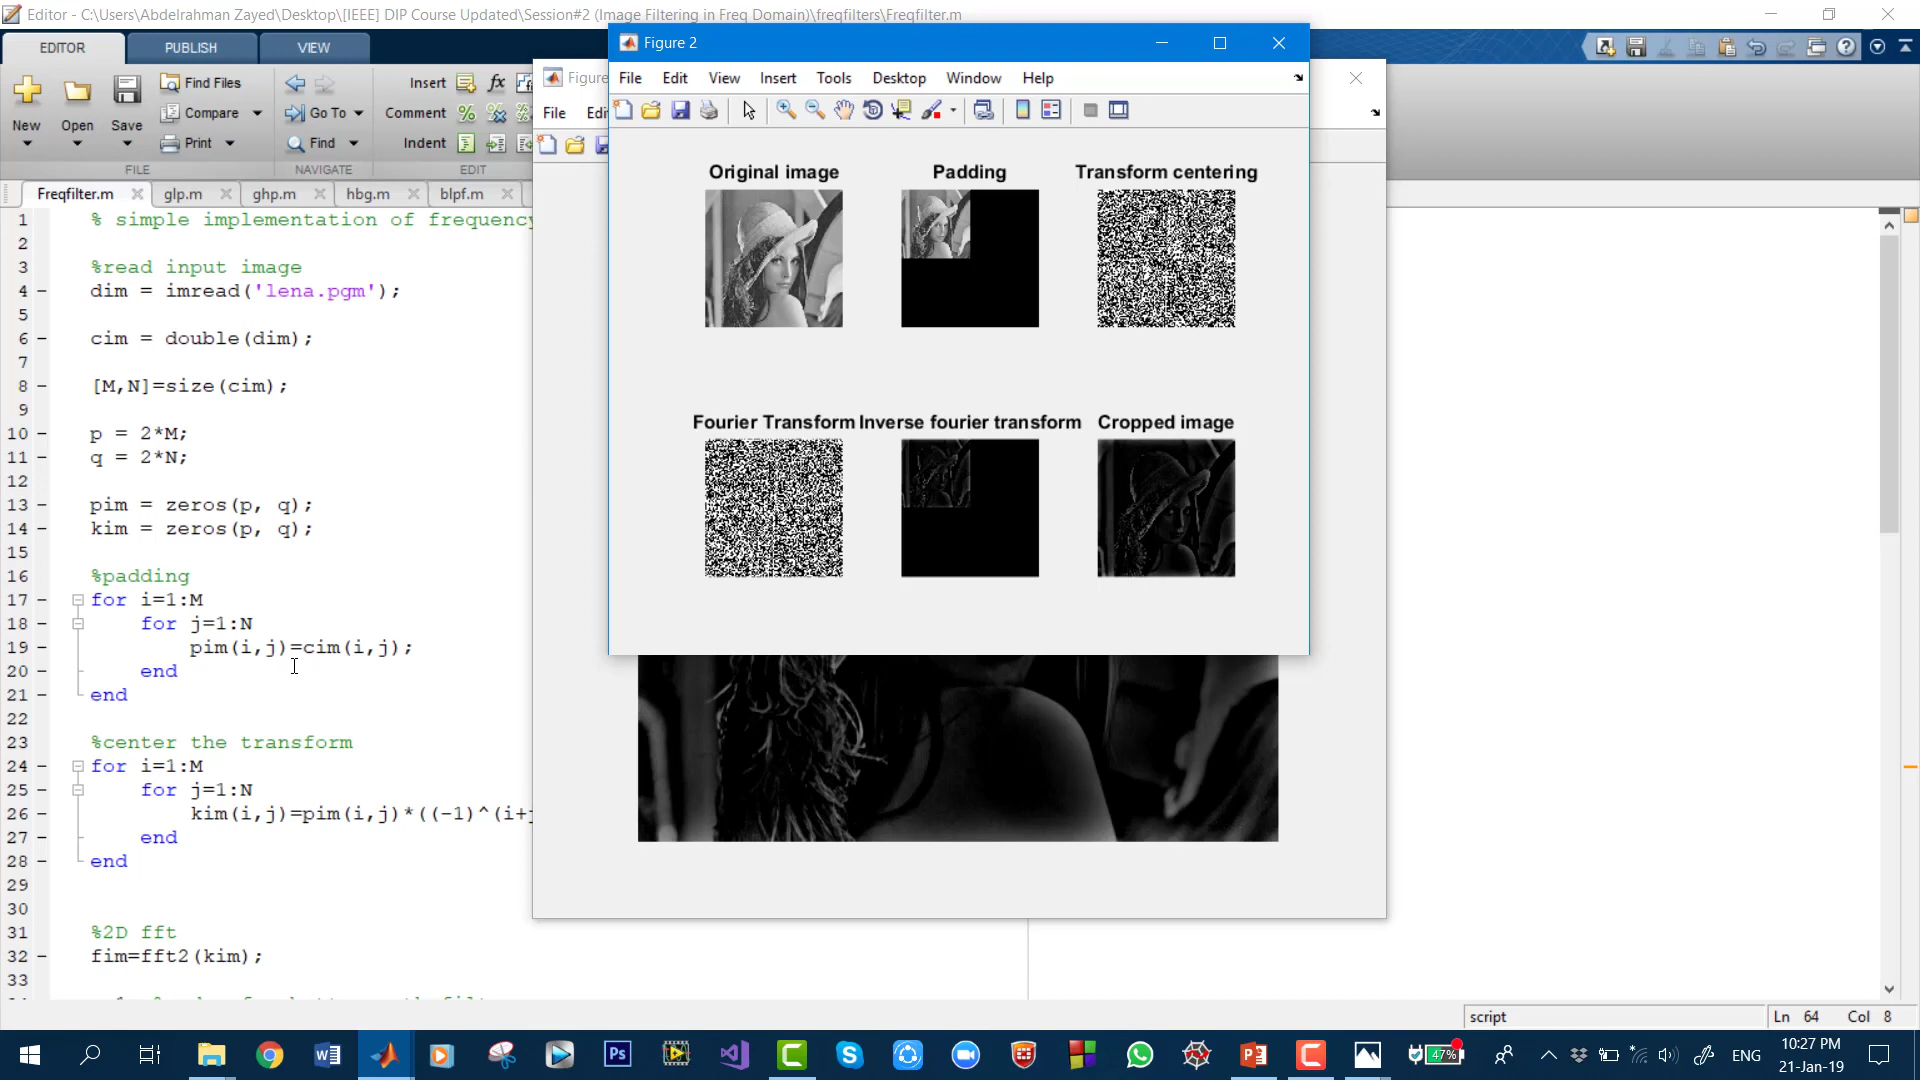 Editor - C:\Users\Abdelrahman Zayed\Desktop\[IEEE] DIP Course Updated\Session#2 (Image Filtering in Freq Domain)\freqfilters\Freqfilter.m
EDITOR PUBLISH VIEW
New Open Save
Find Files
Compare
Print
Go To
Find
Insert
Comment
Indent
FILE NAVIGATE EDIT
Freqfilter.m glp.m ghp.m hbg.m blpf.m
1 % simple implementation of frequency
2
3 %read input image
4 - dim = imread('lena.pgm');
5
6 - cim = double(dim);
7
8 - [M,N]=size(cim);
9
10 - p = 2*M;
11 - q = 2*N;
12
13 - pim = zeros(p, q);
14 - kim = zeros(p, q);
15
16 %padding
17 - for i=1:M
18 - for j=1:N
19 - pim(i,j)=cim(i,j);
20 - end
21 - end
22
23 %center the transform
24 - for i=1:M
25 - for j=1:N
26 - kim(i,j)=pim(i,j)*((-1)^(i+j
27 - end
28 - end
29
30
31 %2D fft
32 - fim=fft2(kim);
33
Figure
File
Figure 2
File Edit View Insert Tools Desktop Window Help
Original image Padding Transform centering
Fourier Transform Inverse fourier transform Cropped image
script
Ln 64 Col 8
47%
ENG
10:27 PM
21-Jan-19